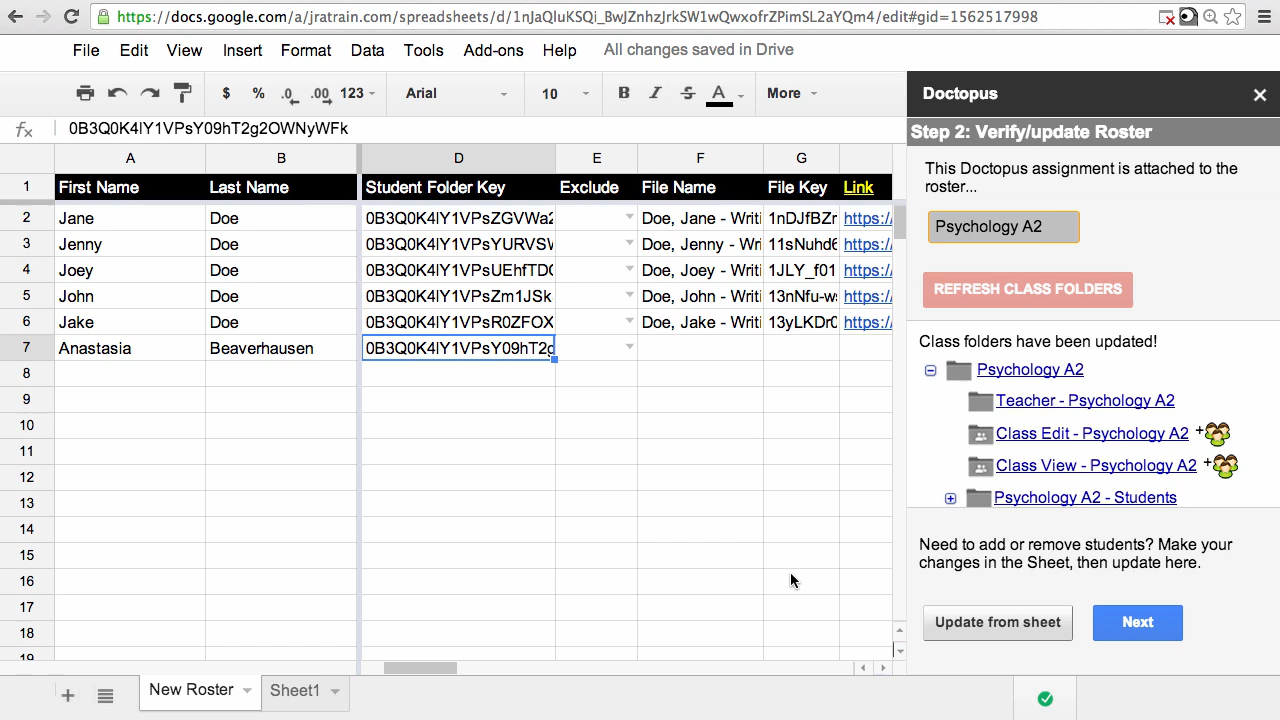 https://docs.google.com/a/jratrain.com/spreadsheets/d/1nJaQluKSQi_BwJZnhzJrkSW1wQwxofrZPimSL2aYQm4/edit#gid=1562517998
File Edit View Insert Format Data Tools Add-ons Help All changes saved in Drive
$ % .0 .00 123 Arial 10 B I S A More
fx 0B3Q0K4lY1VPsY09hT2g2OWNyWFk
A B D E F G
1 First Name Last Name Student Folder Key Exclude File Name File Key Link
2 Jane Doe 0B3Q0K4lY1VPsZGVWa2 Doe, Jane - Writi 1nDJfBZr https:/
3 Jenny Doe 0B3Q0K4lY1VPsYURVSV Doe, Jenny - Wri 11sNuhd6 https:/
4 Joey Doe 0B3Q0K4lY1VPsUEhfTD Doe, Joey - Writi 1JLY_f01 https:/
5 John Doe 0B3Q0K4lY1VPsZm1JSk Doe, John - Writi 13nNfu-w https:/
6 Jake Doe 0B3Q0K4lY1VPsR0ZFOX Doe, Jake - Writi 13yLKDr https:/
7 Anastasia Beaverhausen 0B3Q0K4lY1VPsY09hT2g
8
9
10
11
12
13
14
15
16
17
18
19
New Roster Sheet1
Doctopus
Step 2: Verify/update Roster
This Doctopus assignment is attached to the
roster...
Psychology A2
REFRESH CLASS FOLDERS
Class folders have been updated!
Psychology A2
Teacher - Psychology A2
Class Edit - Psychology A2
Class View - Psychology A2
Psychology A2 - Students
Need to add or remove students? Make your
changes in the Sheet, then update here.
Update from sheet Next